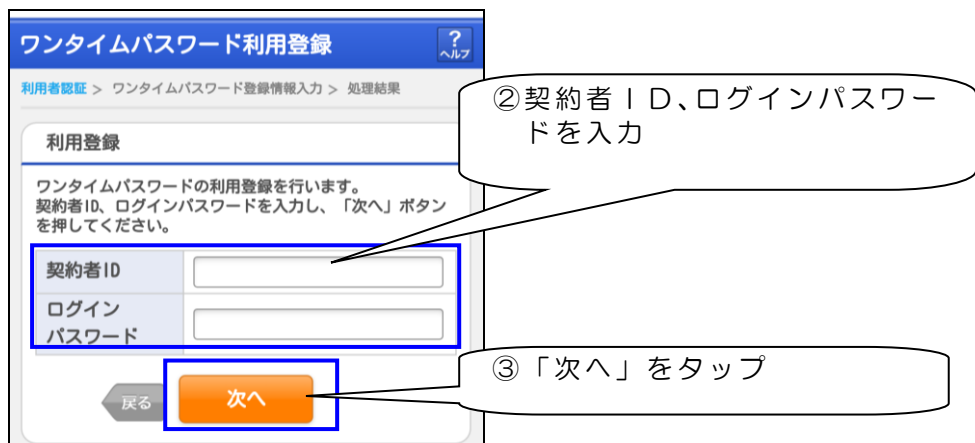 ワンタイムパスワード利用登録
?
ヘルプ
利用者認証 > ワンタイムパスワード登録情報入力 > 処理結果
②契約者ID、ログインパスワー
ドを入力
利用登録
ワンタイムパスワードの利用登録を行います。
契約者ID、ログインパスワードを入力し、「次へ」ボタン
を押してください。
契約者ID
ログイン
パスワード
③「次へ」をタップ
戻る
次へ